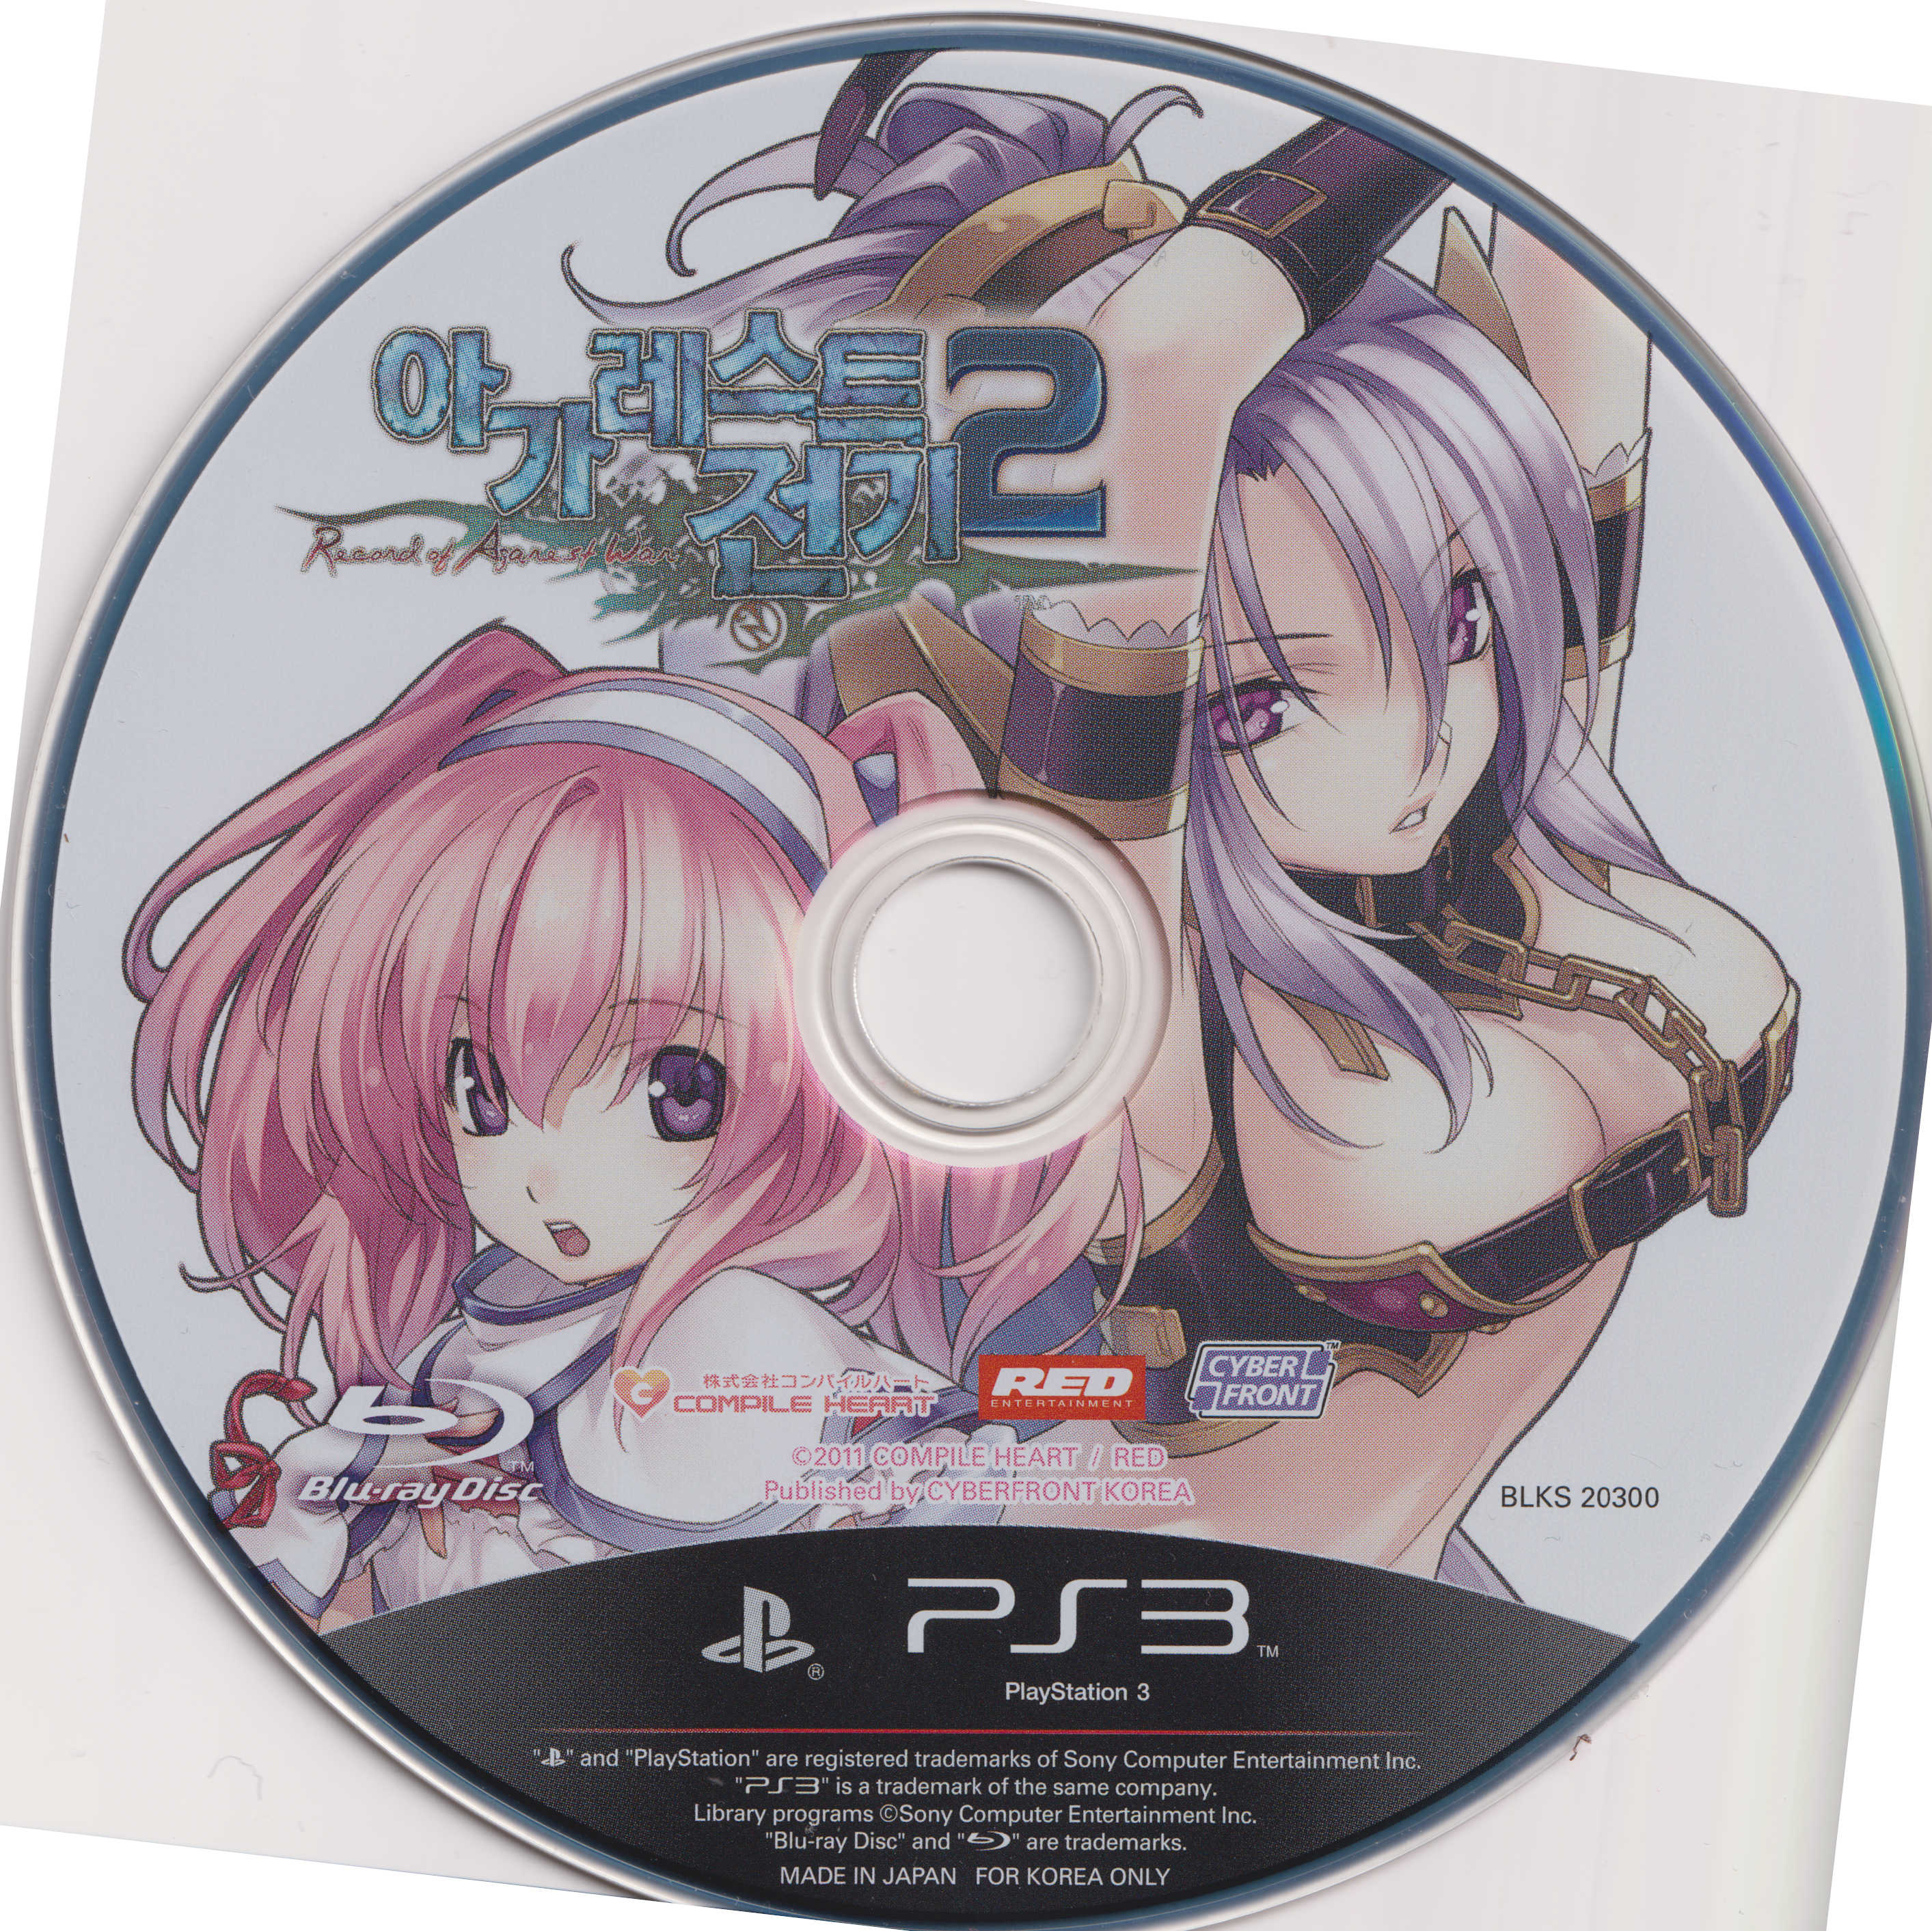 아가레스트
전기2
Record of Agarest War
TM
株式会社コンパイルハート
COMPILE HEART
RED
ENTERTAINMENT
CYBER
FRONT
TM
Blu-ray Disc
TM
©2011 COMPILE HEART / RED
Published by CYBERFRONT KOREA
BLKS 20300
PS3
TM
®
PlayStation 3
"" and "PlayStation" are registered trademarks of Sony Computer Entertainment Inc.
"PS3" is a trademark of the same company.
Library programs ©Sony Computer Entertainment Inc.
"Blu-ray Disc" and "" are trademarks.
MADE IN JAPAN FOR KOREA ONLY